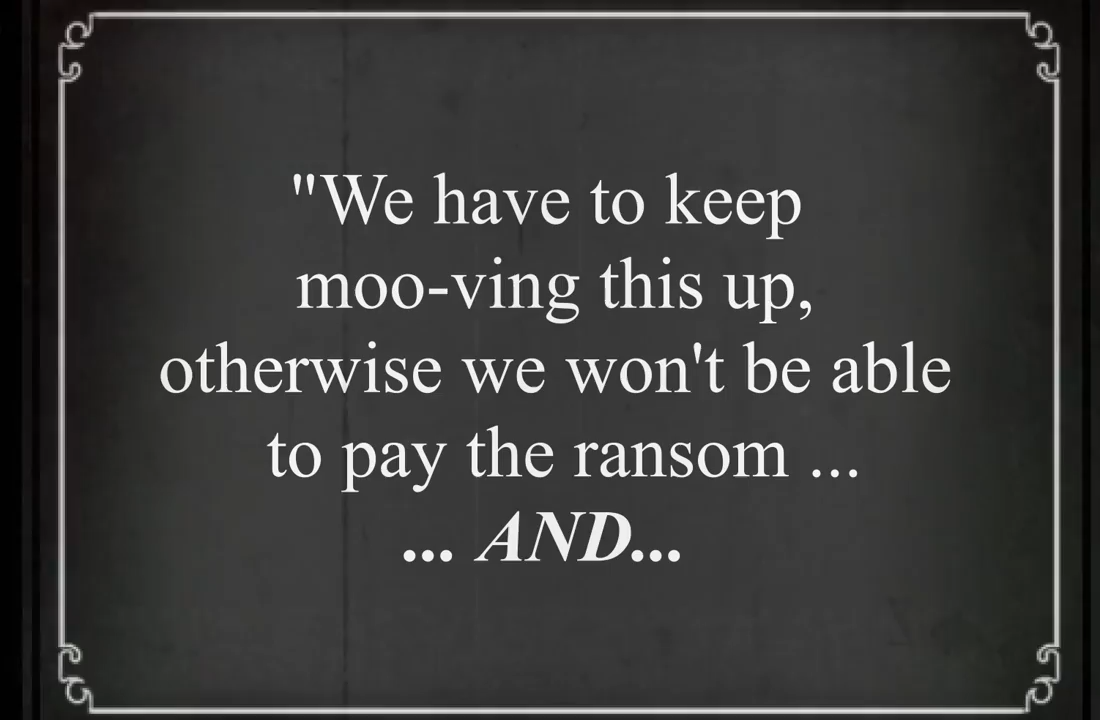 "We have to keep
moo-ving this up,
otherwise we won't be able
to pay the ransom ...
... AND...